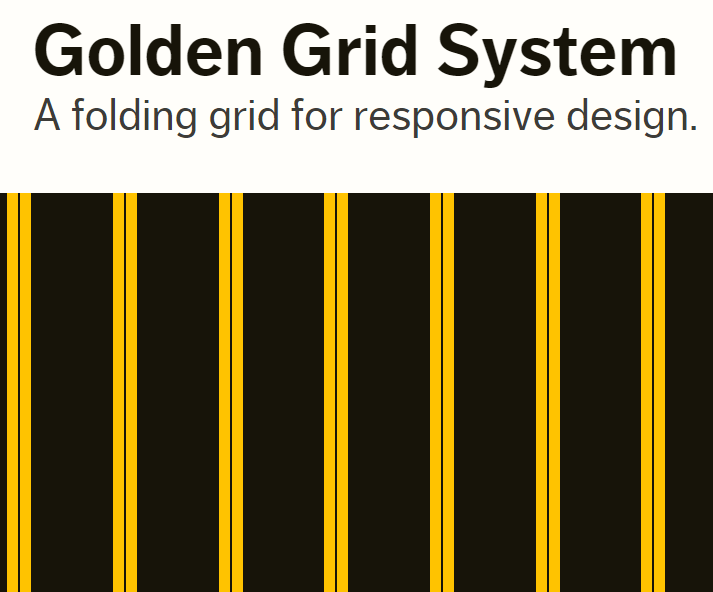 Golden Grid System
A folding grid for responsive design.